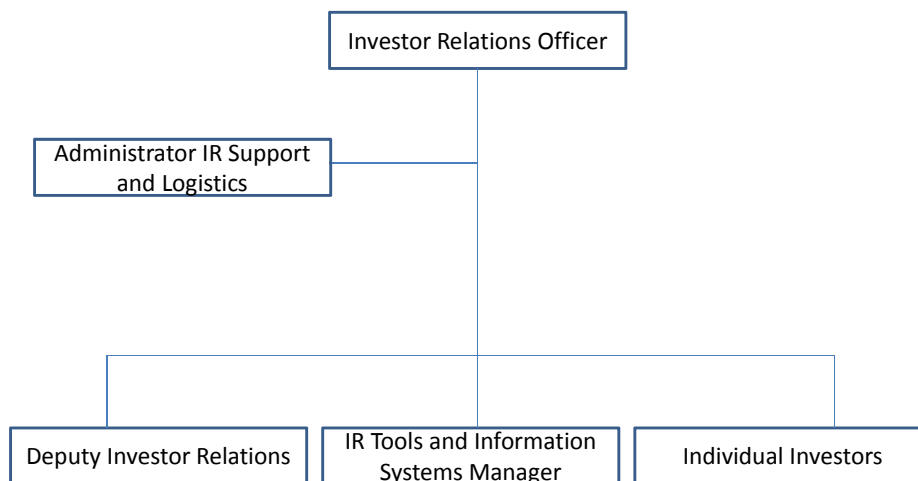 Investor Relations Officer
Administrator IR Support
and Logistics
Deputy Investor Relations
IR Tools and Information
Systems Manager
Individual Investors